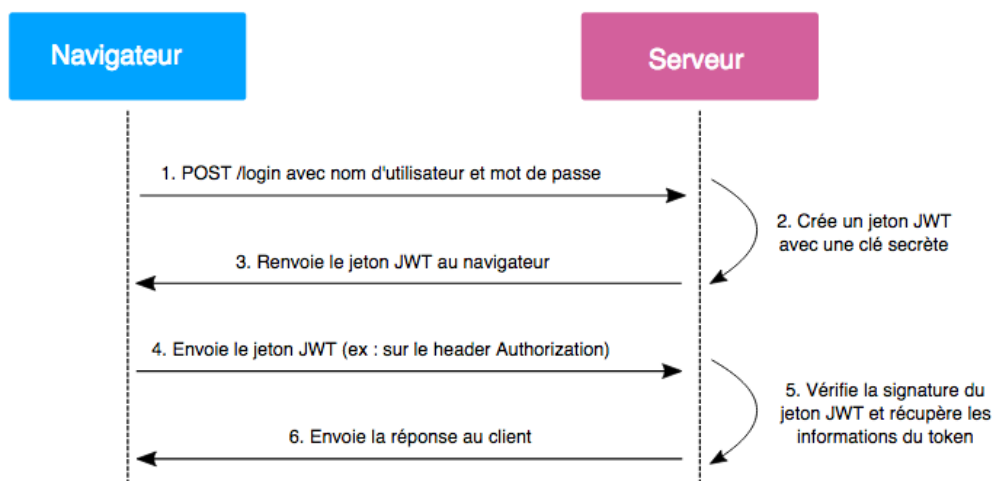 Navigateur
Serveur
1. POST /login avec nom d'utilisateur et mot de passe
2. Crée un jeton JWT
avec une clé secrète
3. Renvoie le jeton JWT au navigateur
4. Envoie le jeton JWT (ex : sur le header Authorization)
5. Vérifie la signature du
jeton JWT et récupère les
informations du token
6. Envoie la réponse au client